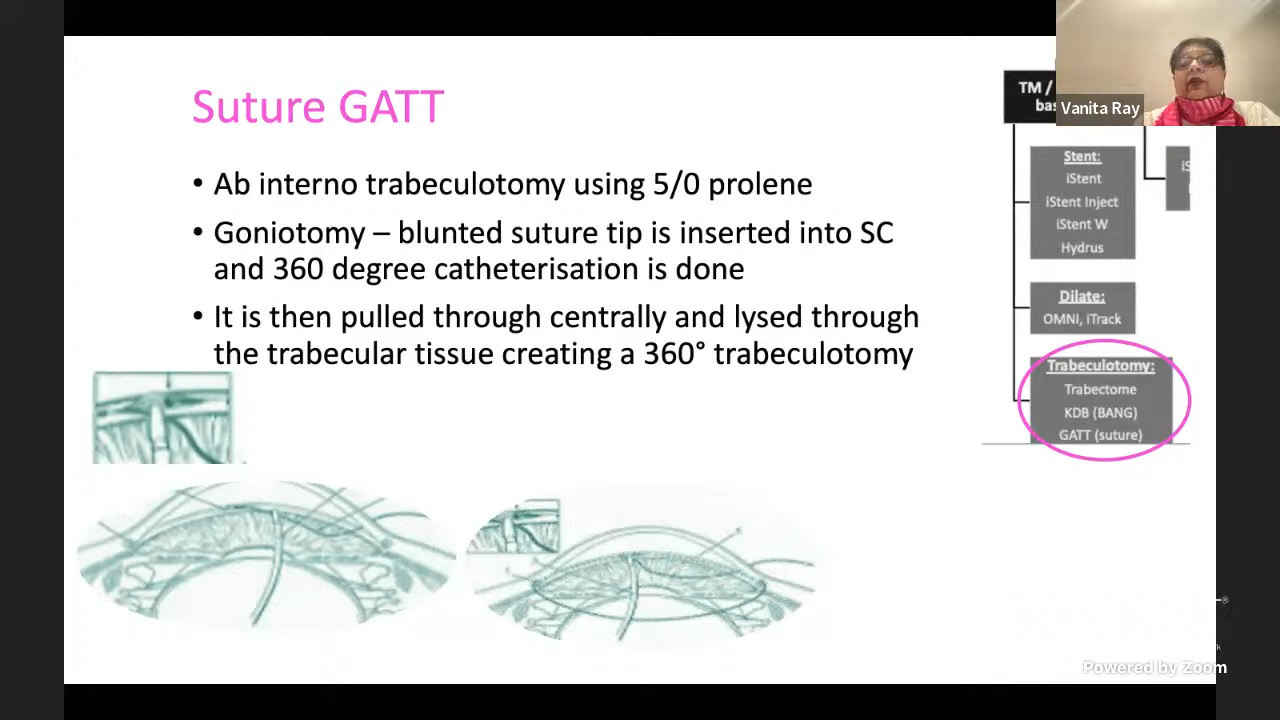 Suture GATT
• Ab interno trabeculotomy using 5/0 prolene
• Goniotomy – blunted suture tip is inserted into SC
and 360 degree catheterisation is done
• It is then pulled through centrally and lysed through
the trabecular tissue creating a 360° trabeculotomy
TM /
Vanita Ray
Stent:
iStent
iStent Inject
iStent W
Hydrus
Dilate:
OMNI, iTrack
Trabeculotomy:
Trabectome
KDB (BANG)
GATT (suture)
®
Powered by Zoom